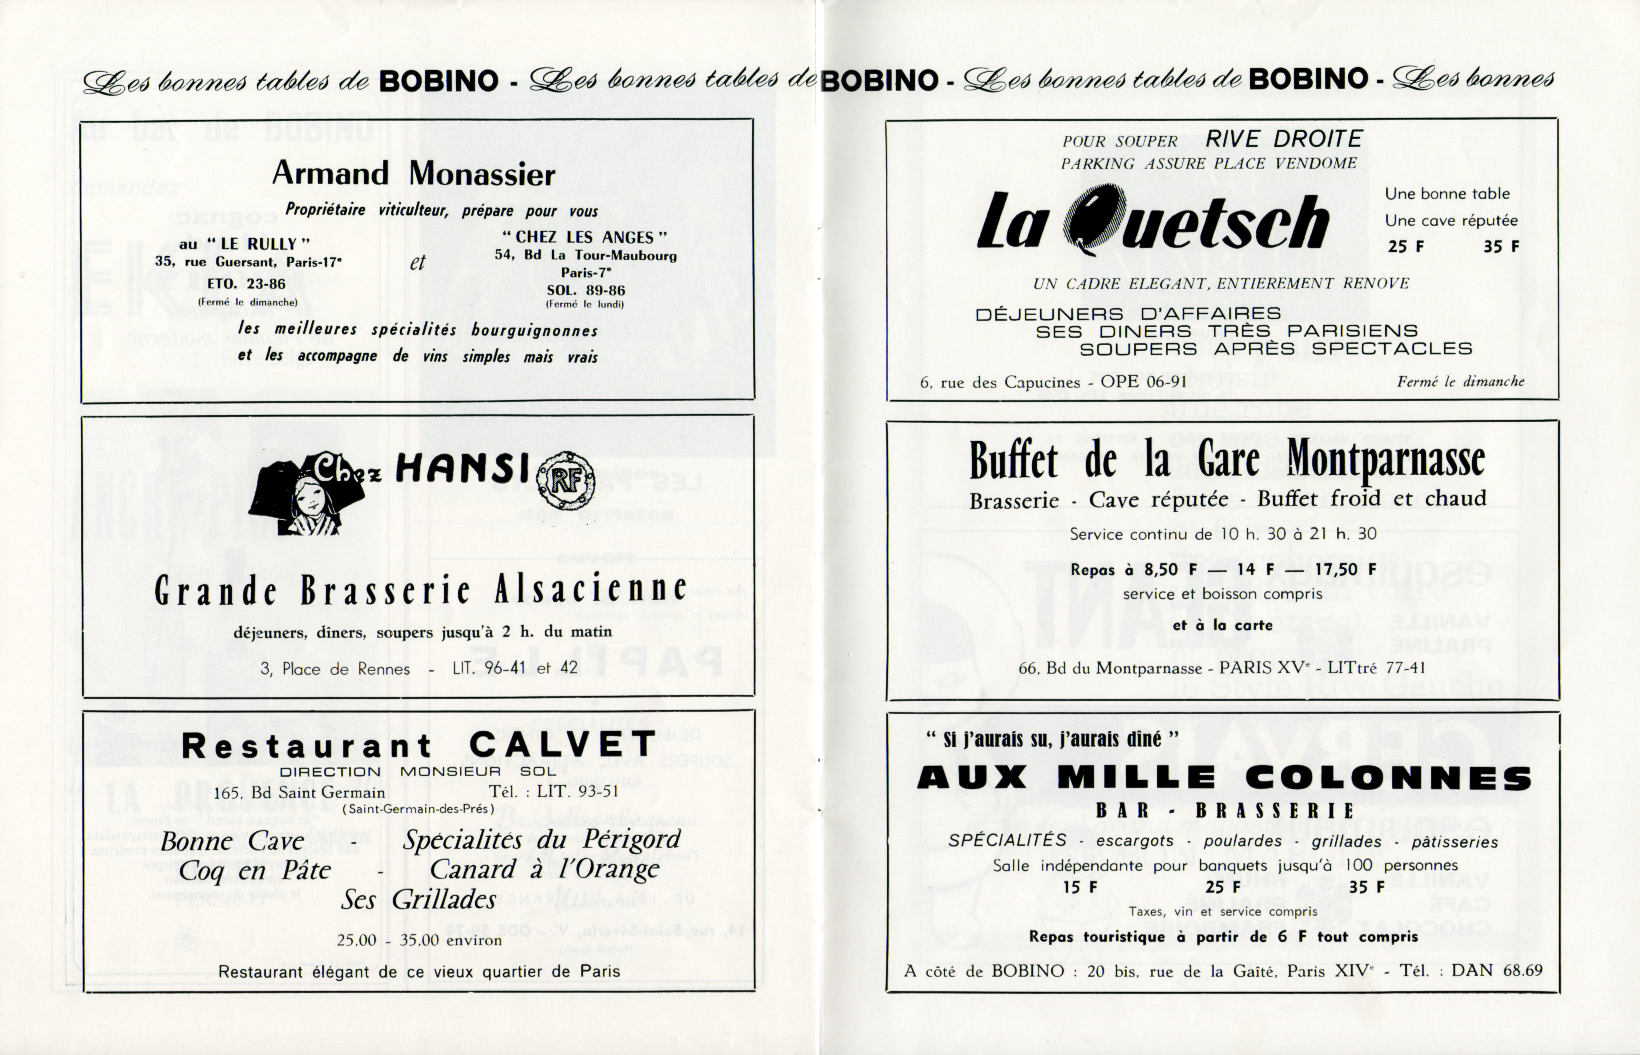 Les bonnes tables de BOBINO - Les bonnes tables de BOBINO - Les bonnes tables de BOBINO - Les bonnes
Armand Monassier
Propriétaire viticulteur, prépare pour vous
au " LE RULLY "
35, rue Guersant, Paris-17e
ETO. 23-86
(Fermé le dimanche)
et
" CHEZ LES ANGES "
54, Bd La Tour-Maubourg
Paris-7e
SOL. 89-86
(Fermé le lundi)
les meilleures spécialités bourguignonnes
et les accompagne de vins simples mais vrais
Chez HANSI RF
Grande Brasserie Alsacienne
déjeuners, dîners, soupers jusqu'à 2 h. du matin
3, Place de Rennes - LIT. 96-41 et 42
Restaurant CALVET
DIRECTION MONSIEUR SOL
165, Bd Saint Germain Tél. : LIT. 93-51
(Saint-Germain-des-Prés)
Bonne Cave - Spécialités du Périgord
Coq en Pâte - Canard à l'Orange
Ses Grillades
25.00 - 35.00 environ
Restaurant élégant de ce vieux quartier de Paris
POUR SOUPER RIVE DROITE
PARKING ASSURE PLACE VENDOME
La Quetsch
Une bonne table
Une cave réputée
25 F 35 F
UN CADRE ELEGANT, ENTIEREMENT RENOVE
DÉJEUNERS D'AFFAIRES
SES DINERS TRÈS PARISIENS
SOUPERS APRÈS SPECTACLES
6, rue des Capucines - OPE 06-91 Fermé le dimanche
Buffet de la Gare Montparnasse
Brasserie - Cave réputée - Buffet froid et chaud
Service continu de 10 h. 30 à 21 h. 30
Repas à 8,50 F — 14 F — 17,50 F
service et boisson compris
et à la carte
66, Bd du Montparnasse - PARIS XVe - LITtré 77-41
" Si j'aurais su, j'aurais dîné "
AUX MILLE COLONNES
BAR - BRASSERIE
SPÉCIALITÉS - escargots - poulardes - grillades - pâtisseries
Salle indépendante pour banquets jusqu'à 100 personnes
15 F 25 F 35 F
Taxes, vin et service compris
Repas touristique à partir de 6 F tout compris
A côté de BOBINO : 20 bis, rue de la Gaîté, Paris XIVe - Tél. : DAN 68.69